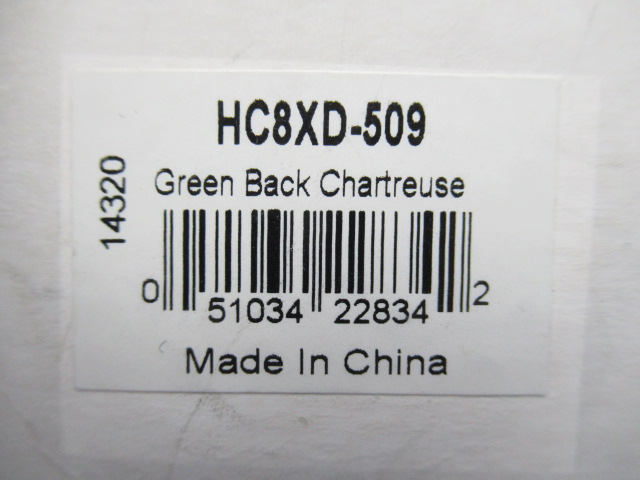 HC8XD-509
14320
Green Back Chartreuse
0 51034 22834 2
Made In China